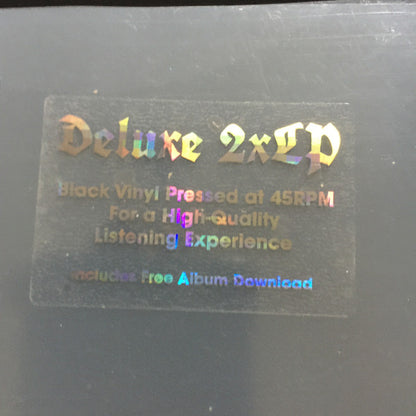 Deluxe 2xLP
Black Vinyl Pressed at 45RPM
For a High-Quality
Listening Experience
Includes Free Album Download